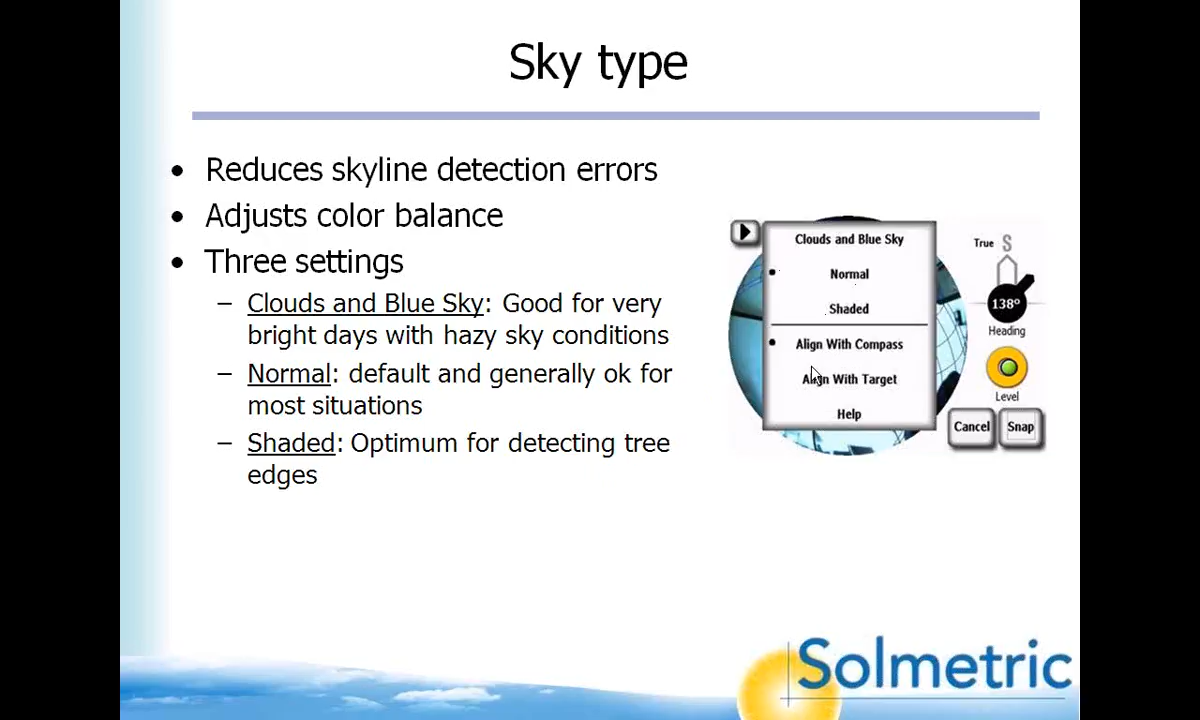 Sky type
• Reduces skyline detection errors
• Adjusts color balance
• Three settings
– Clouds and Blue Sky: Good for very
bright days with hazy sky conditions
– Normal: default and generally ok for
most situations
– Shaded: Optimum for detecting tree
edges
Clouds and Blue Sky
• Normal
Shaded
• Align With Compass
Align With Target
Help
True S
138°
Heading
Level
Cancel Snap
Solmetric